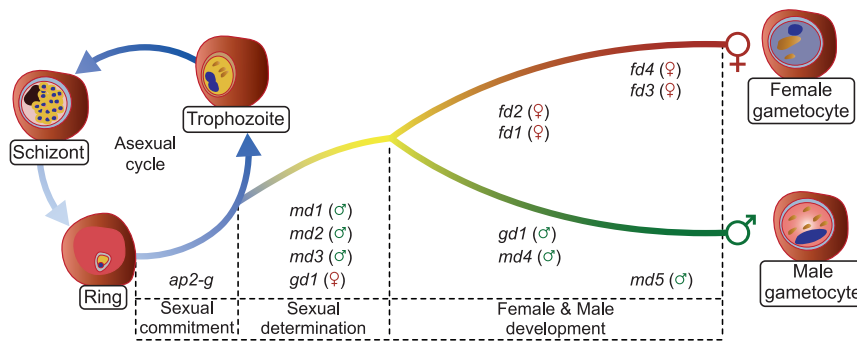 Trophozoite
Schizont
Asexual
cycle
Ring
ap2-g
md1 (♂)
md2 (♂)
md3 (♂)
gd1 (♀)
fd2 (♀)
fd1 (♀)
fd4 (♀)
fd3 (♀)
gd1 (♂)
md4 (♂)
md5 (♂)
♀
Female
gametocyte
♂
Male
gametocyte
Sexual
commitment
Sexual
determination
Female & Male
development